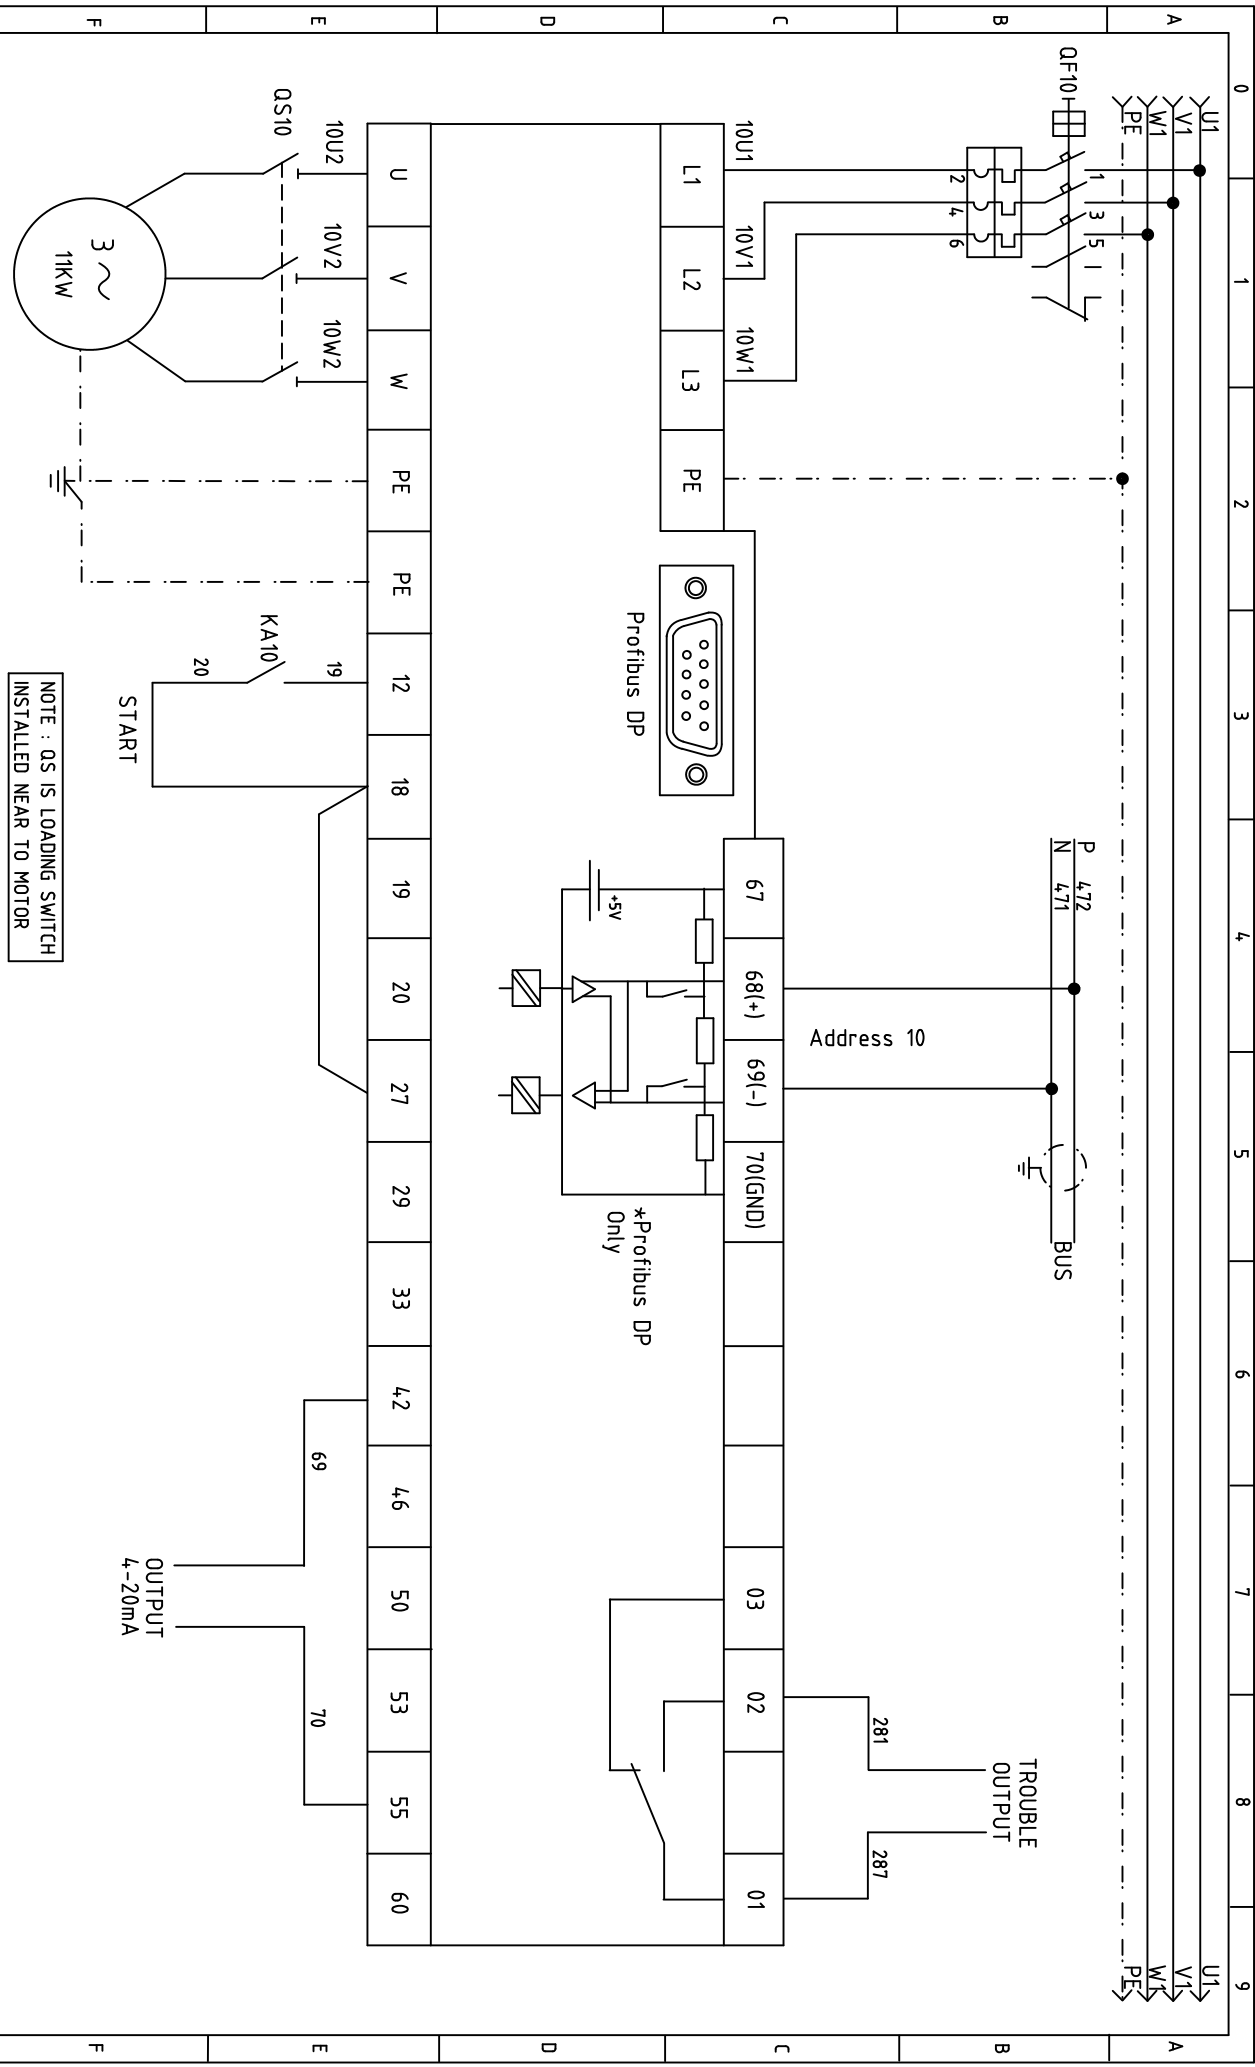 0 1 2 3 4 5 6 7 8 9
A
B
C
D
E
F
A
B
C
D
E
F
U1
V1
W1
PE
U1
V1
W1
PE
QF10
1 3 5
2 4 6
P 472
N 471
BUS
Address 10
TROUBLE
OUTPUT
281
287
10U1
10V1
10W1
L1
L2
L3
PE
67
68(+)
69(-)
70(GND)
03
02
01
Profibus DP
+5V
*Profibus DP
Only
U
V
W
PE
PE
12
18
19
20
27
29
33
42
46
50
53
55
60
10U2
10V2
10W2
QS10
3
11KW
KA10
19
20
START
69
70
OUTPUT
4-20mA
NOTE : QS IS LOADING SWITCH
INSTALLED NEAR TO MOTOR